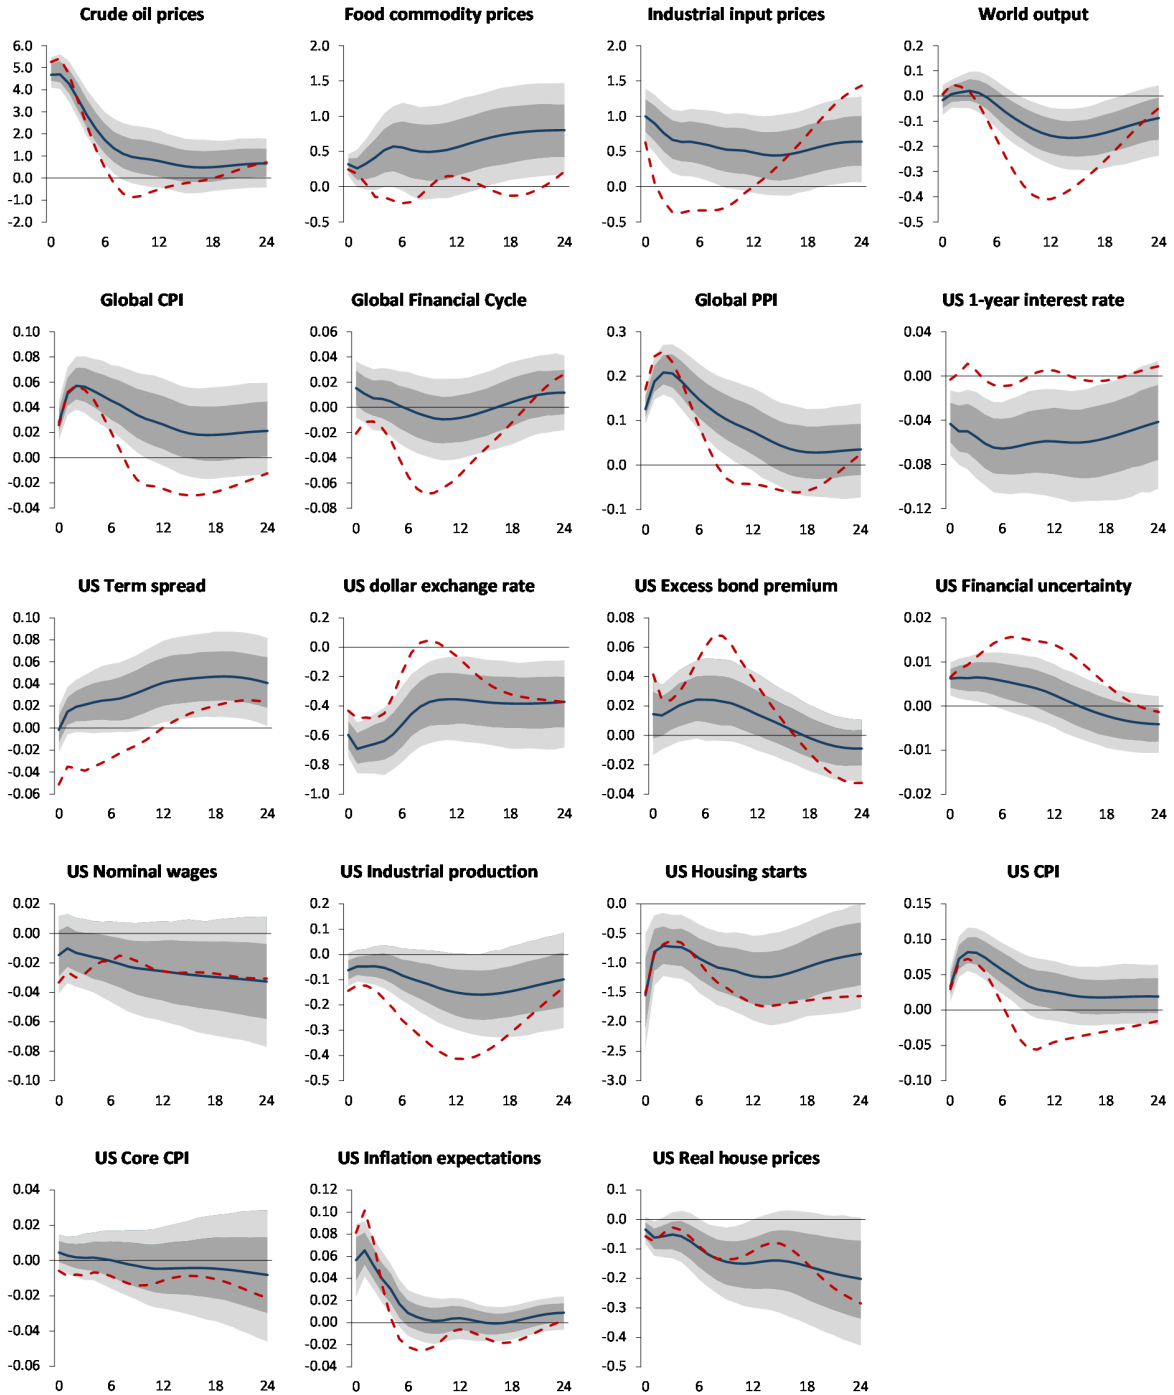 Crude oil prices Food commodity prices Industrial input prices World output
6.0 5.0 4.0 3.0 2.0 1.0 0.0 -1.0 -2.0
0 6 12 18 24
2.0 1.5 1.0 0.5 0.0 -0.5
0 6 12 18 24
2.0 1.5 1.0 0.5 0.0 -0.5
0 6 12 18 24
0.2 0.1 0.0 -0.1 -0.2 -0.3 -0.4 -0.5
0 6 12 18 24
Global CPI Global Financial Cycle Global PPI US 1-year interest rate
0.10 0.08 0.06 0.04 0.02 0.00 -0.02 -0.04
0 6 12 18 24
0.06 0.04 0.02 0.00 -0.02 -0.04 -0.06 -0.08
0 6 12 18 24
0.3 0.2 0.1 0.0 -0.1
0 6 12 18 24
0.04 0.00 -0.04 -0.08 -0.12
0 6 12 18 24
US Term spread US dollar exchange rate US Excess bond premium US Financial uncertainty
0.10 0.08 0.06 0.04 0.02 0.00 -0.02 -0.04 -0.06
0 6 12 18 24
0.2 0.0 -0.2 -0.4 -0.6 -0.8 -1.0
0 6 12 18 24
0.08 0.06 0.04 0.02 0.00 -0.02 -0.04
0 6 12 18 24
0.02 0.01 0.00 -0.01 -0.02
0 6 12 18 24
US Nominal wages US Industrial production US Housing starts US CPI
0.02 0.00 -0.02 -0.04 -0.06 -0.08 -0.10
0 6 12 18 24
0.2 0.1 0.0 -0.1 -0.2 -0.3 -0.4 -0.5
0 6 12 18 24
0.0 -0.5 -1.0 -1.5 -2.0 -2.5 -3.0
0 6 12 18 24
0.15 0.10 0.05 0.00 -0.05 -0.10
0 6 12 18 24
US Core CPI US Inflation expectations US Real house prices
0.04 0.02 0.00 -0.02 -0.04 -0.06
0 6 12 18 24
0.12 0.10 0.08 0.06 0.04 0.02 0.00 -0.02 -0.04
0 6 12 18 24
0.1 0.0 -0.1 -0.2 -0.3 -0.4 -0.5
0 6 12 18 24